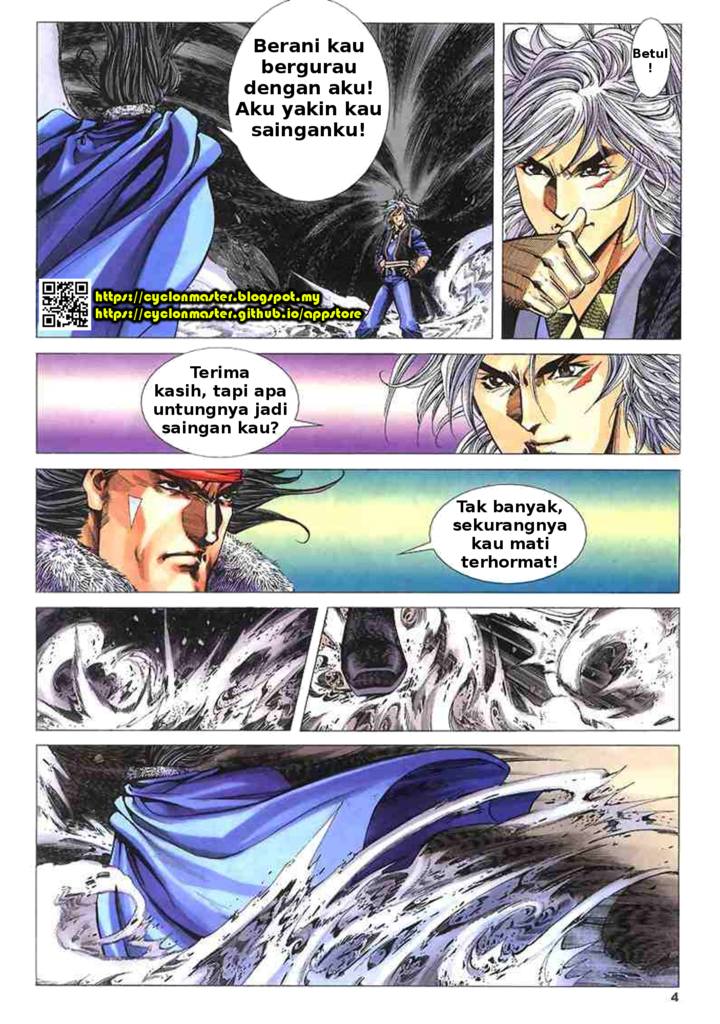 Berani kau
bergurau
dengan aku!
Aku yakin kau
sainganku!
Betul
!
https://cyclonmaster.blogspot.my
https://cyclonmaster.github.io/appstore
Terima
kasih, tapi apa
untungnya jadi
saingan kau?
Tak banyak,
sekurangnya
kau mati
terhormat!
4